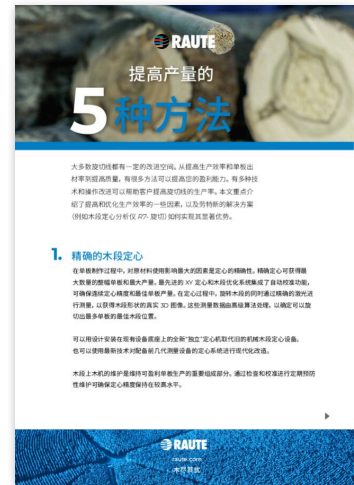 RAUTE
提高产量的
5种方法
大多数旋切线都有一定的改进空间。从提高生产效率和单板出
材率到提高质量，有很多方法可以提高您的盈利能力。有多种技
术和操作改进可以帮助客户提高旋切线的生产率。本文重点介
绍了提高和优化生产效率的一些因素，以及劳特新的解决方案
（例如木段定心分析仪 R7- 旋切）如何实现其显著优势。
1. 精确的木段定心
在单板制作过程中，对原材料使用影响最大的因素是定心的精确性。精确定心可获得最
大数量的整幅单板和最大产量。最先进的 XY 定心和木段优化系统集成了自动校准功能，
可确保连续定心精度和最佳单板产量。在定心过程中，旋转木段的同时通过精确的激光进
行测量，以获得木段形状的真实 3D 图像。这些测量数据由高级算法处理，以确定可以旋
切出最多单板的最佳木段位置。
可以用设计安装在现有设备底座上的全新“独立”定心机取代旧的机械木段定心设备。
也可以使用最新技术对配备前几代测量设备的定心系统进行现代化改造。
木段上木机的维护是维持可盈利单板生产的重要组成部分。通过检查和校准进行定期预防
性维护可确保定心精度保持在较高水平。
RAUTE
raute.com
木尽其优